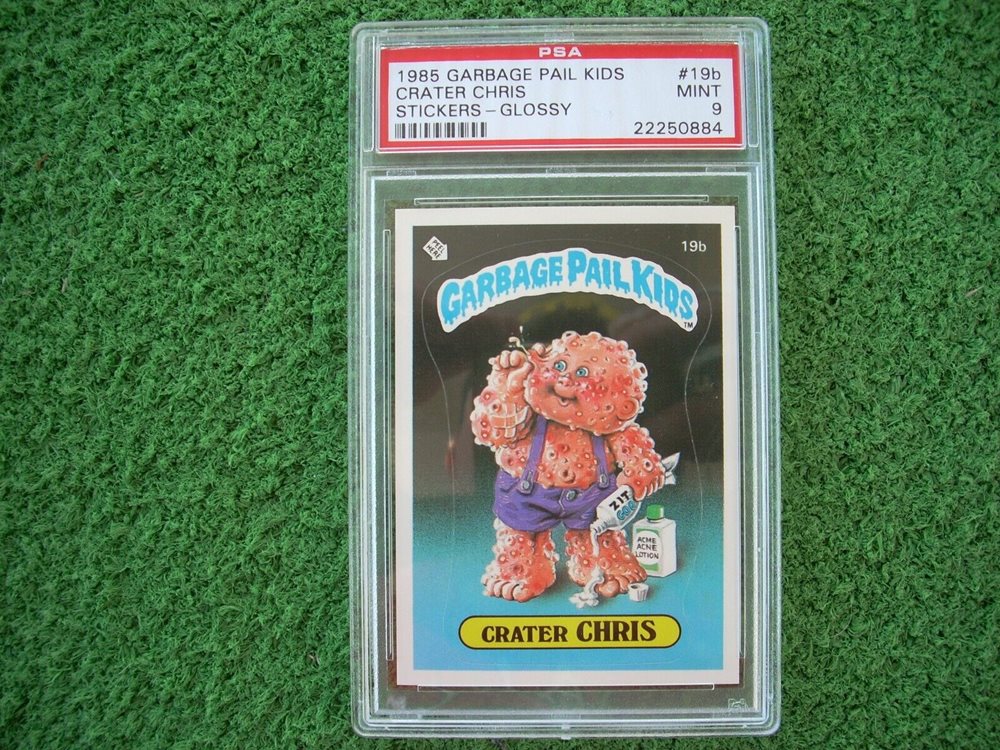 PSA
1985 GARBAGE PAIL KIDS #19b
CRATER CHRIS MINT
STICKERS-GLOSSY 9
22250884
PEEL
HERE
19b
GARBAGE PAIL KIDS
TM
ZIT
GOO
ACME
ACNE
LOTION
CRATER CHRIS